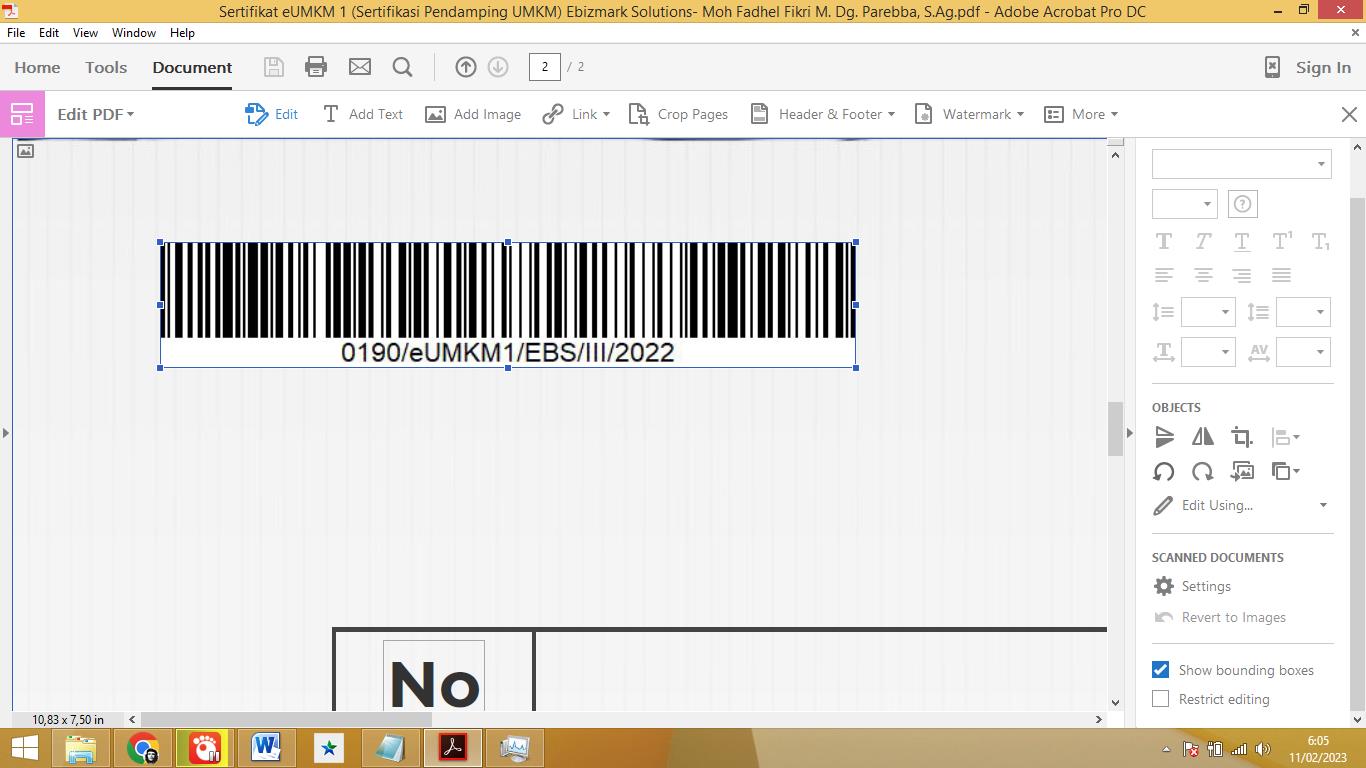 Sertifikat eUMKM 1 (Sertifikasi Pendamping UMKM) Ebizmark Solutions- Moh Fadhel Fikri M. Dg. Parebba, S.Ag.pdf - Adobe Acrobat Pro DC
File Edit View Window Help
Home Tools Document 2 / 2 Sign In
Edit PDF Edit Add Text Add Image Link Crop Pages Header & Footer Watermark More
0190/eUMKM1/EBS/III/2022
OBJECTS
Edit Using...
SCANNED DOCUMENTS
Settings
Revert to Images
Show bounding boxes
Restrict editing
No
10,83 x 7,50 in
6:05
11/02/2023